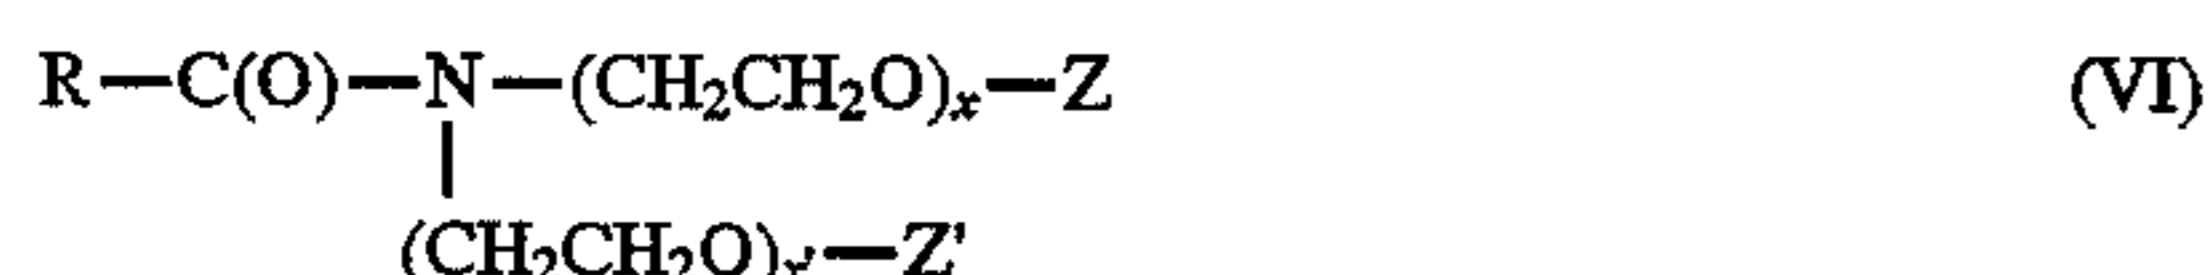 R—C(O)—N—(CH₂CH₂O)ₓ—Z (VI)
(CH₂CH₂O)ₓ'—Z'